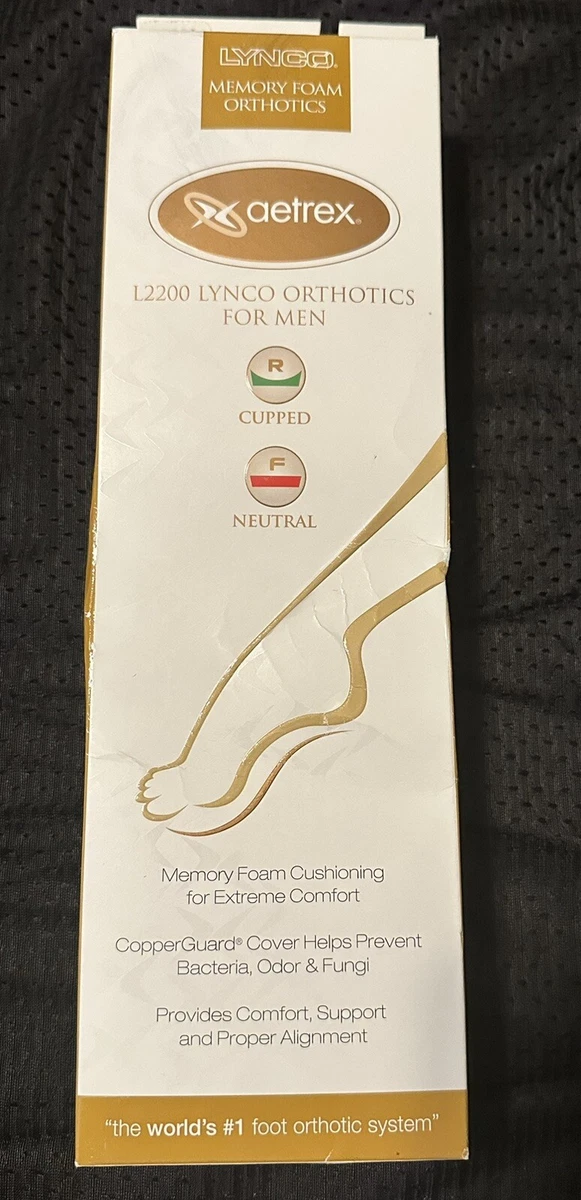 LYNCO®
MEMORY FOAM
ORTHOTICS
aetrex®
L2200 LYNCO ORTHOTICS
FOR MEN
R
CUPPED
F
NEUTRAL
Memory Foam Cushioning
for Extreme Comfort
CopperGuard® Cover Helps Prevent
Bacteria, Odor & Fungi
Provides Comfort, Support
and Proper Alignment
“the world’s #1 foot orthotic system”